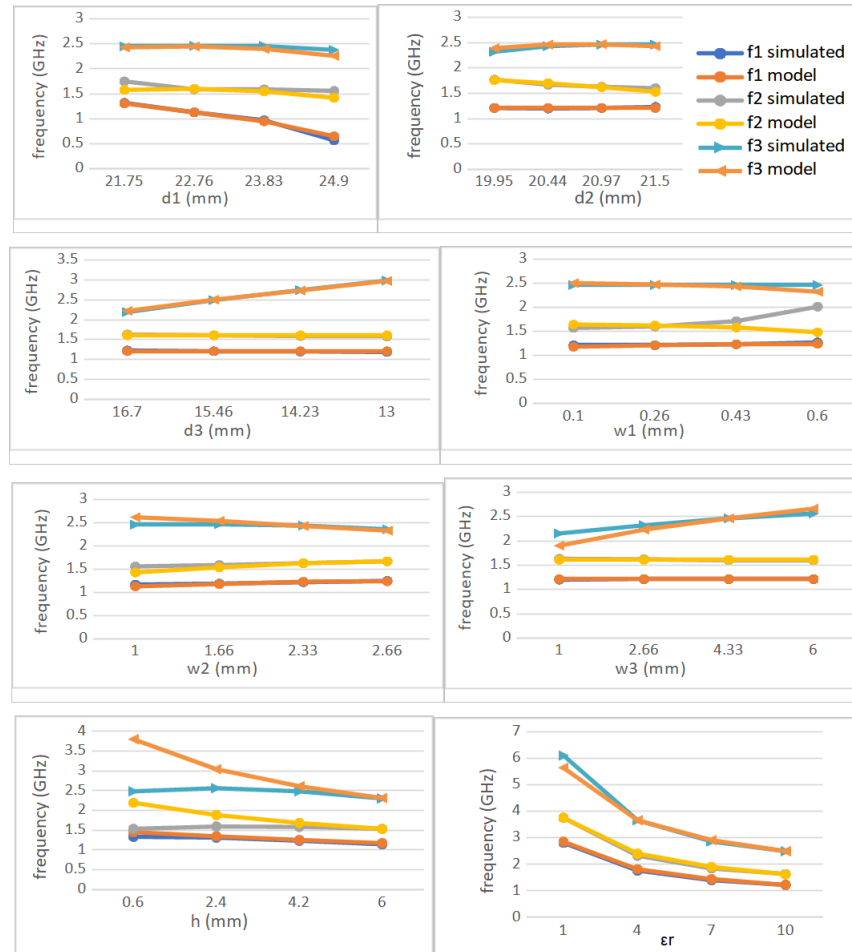 3
2.5
2
1.5
1
0.5
0
frequency (GHz)
21.75 22.76 23.83 24.9
d1 (mm)
3
2.5
2
1.5
1
0.5
0
frequency (GHz)
19.95 20.44 20.97 21.5
d2 (mm)
f1 simulated
f1 model
f2 simulated
f2 model
f3 simulated
f3 model
3.5
3
2.5
2
1.5
1
0.5
0
frequency (GHz)
16.7 15.46 14.23 13
d3 (mm)
3
2.5
2
1.5
1
0.5
0
frequency (GHz)
0.1 0.26 0.43 0.6
w1 (mm)
3
2.5
2
1.5
1
0.5
0
frequency (GHz)
1 1.66 2.33 2.66
w2 (mm)
3
2.5
2
1.5
1
0.5
0
frequency (GHz)
1 2.66 4.33 6
w3 (mm)
4
3.5
3
2.5
2
1.5
1
0.5
0
frequency (GHz)
0.6 2.4 4.2 6
h (mm)
7
6
5
4
3
2
1
0
frequency (GHz)
1 4 7 10
εr